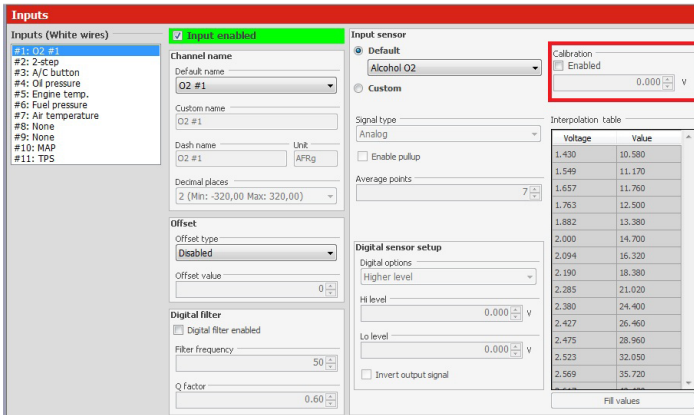 Inputs
Inputs (White wires)
#1: O2 #1
#2: 2-step
#3: A/C button
#4: Oil pressure
#5: Engine temp.
#6: Fuel pressure
#7: Air temperature
#8: None
#9: None
#10: MAP
#11: TPS
Input enabled
Channel name
Default name
O2 #1
Custom name
O2 #1
Dash name
Unit
O2 #1
AFRg
Decimal places
2 (Min: -320,00 Max: 320,00)
Offset
Offset type
Disabled
Offset value
0
Digital filter
Digital filter enabled
Filter frequency
50
Q factor
0.60
Input sensor
Default
Alcohol O2
Custom
Signal type
Analog
Enable pullup
Average points
7
Digital sensor setup
Digital options
Higher level
Hi level
0.000 V
Lo level
0.000 V
Invert output signal
Calibration
Enabled
0.000 V
Interpolation table
Voltage Value
1.430 10.580
1.549 11.170
1.657 11.760
1.763 12.500
1.882 13.380
2.000 14.700
2.094 16.320
2.190 18.380
2.285 21.020
2.380 24.400
2.427 26.460
2.475 28.960
2.523 32.050
2.569 35.720
Fill values